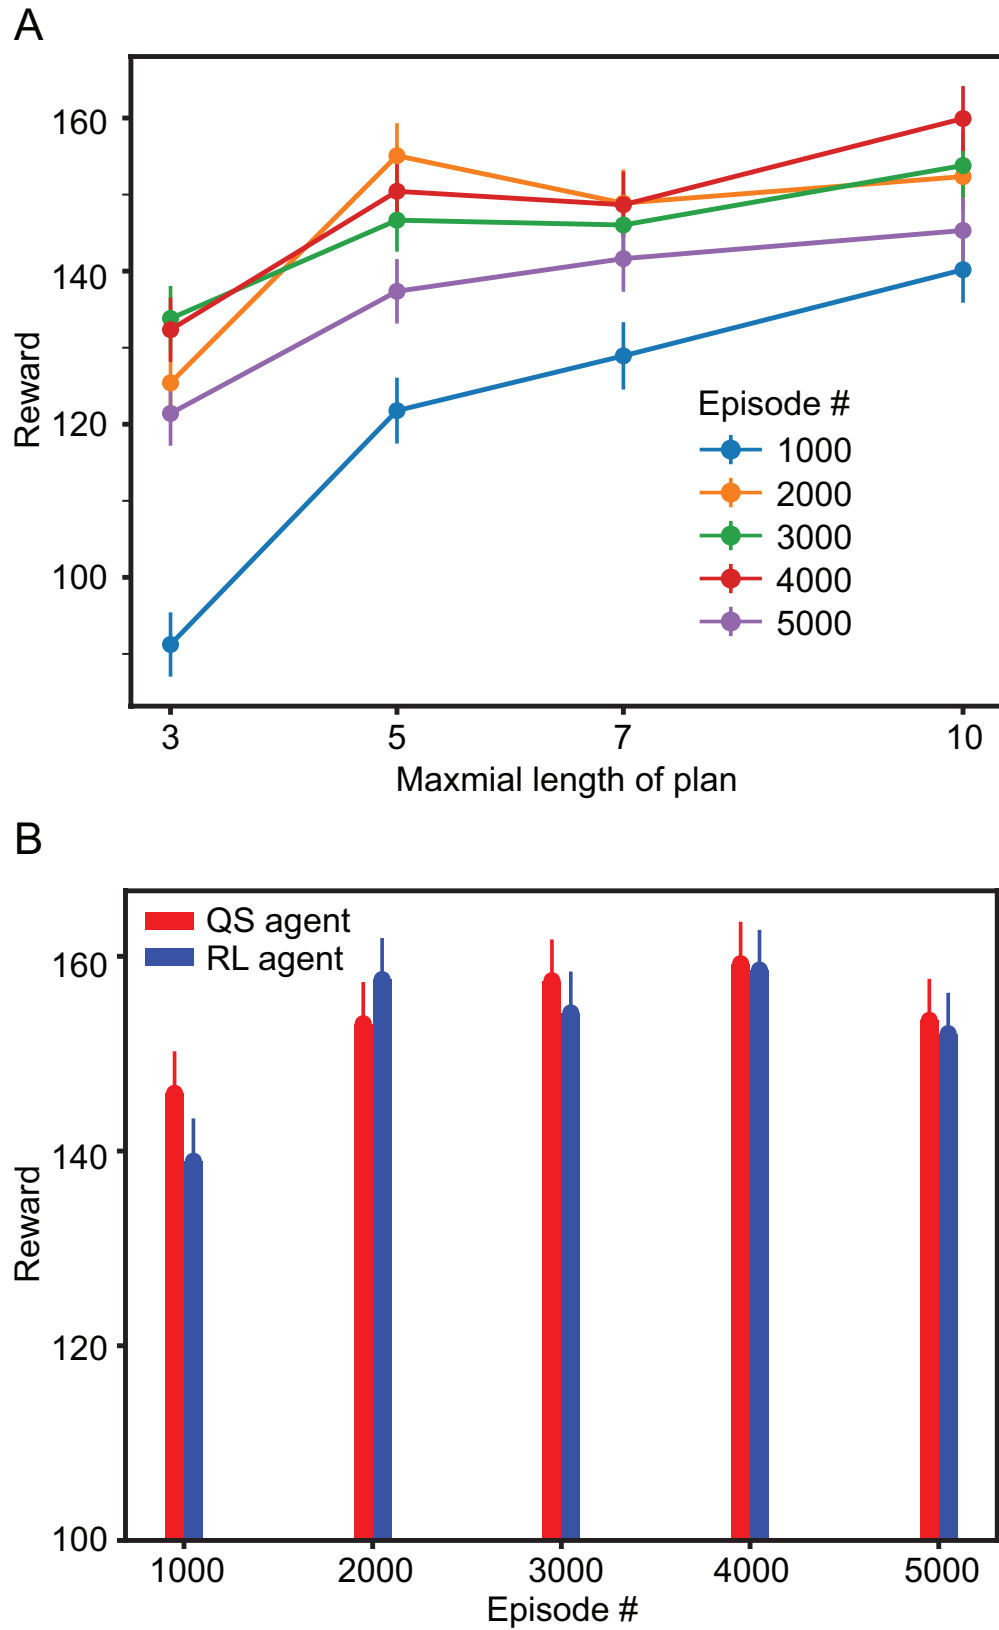 A
160
140
120
100
Reward
3 5 7 10
Maxmial length of plan
Episode #
1000
2000
3000
4000
5000
B
QS agent
RL agent
160
140
120
100
Reward
1000 2000 3000 4000 5000
Episode #